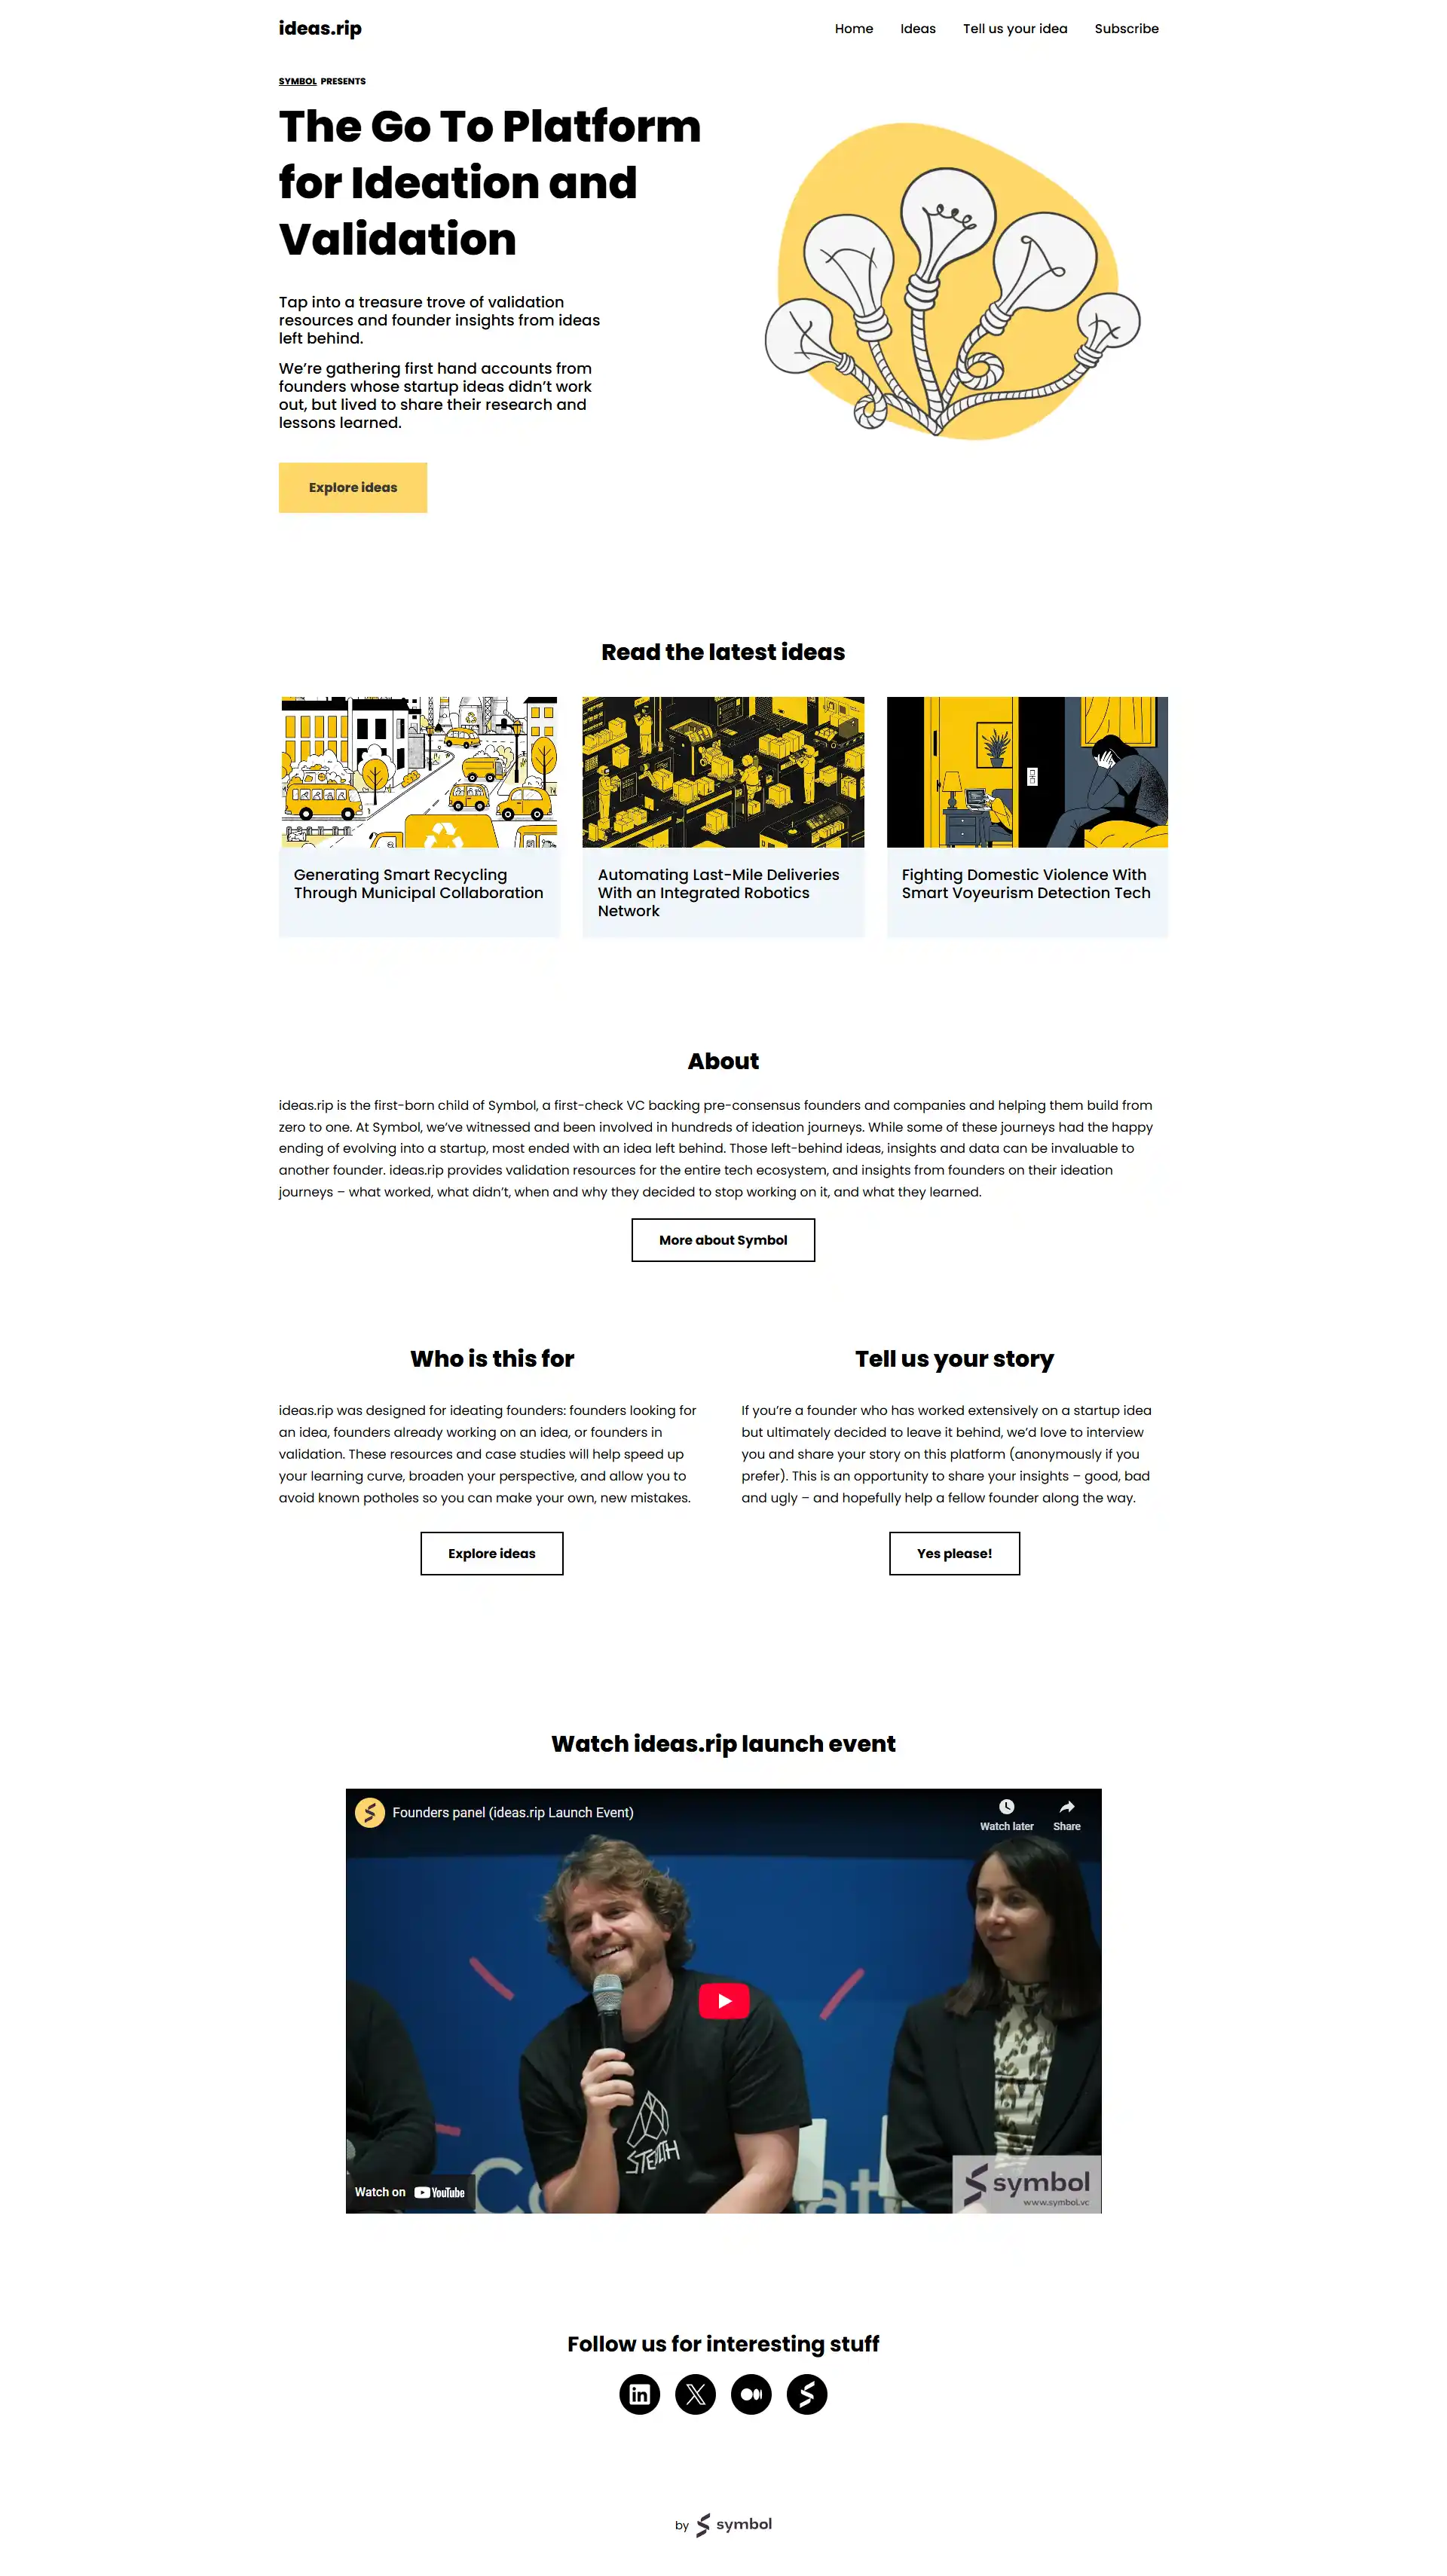 ideas.rip
Home Ideas Tell us your idea Subscribe
SYMBOL PRESENTS
The Go To Platform
for Ideation and
Validation
Tap into a treasure trove of validation
resources and founder insights from ideas
left behind.
We’re gathering first hand accounts from
founders whose startup ideas didn’t work
out, but lived to share their research and
lessons learned.
Explore ideas
Read the latest ideas
Generating Smart Recycling
Through Municipal Collaboration
Automating Last-Mile Deliveries
With an Integrated Robotics
Network
Fighting Domestic Violence With
Smart Voyeurism Detection Tech
About
ideas.rip is the first-born child of Symbol, a first-check VC backing pre-consensus founders and companies and helping them build from
zero to one. At Symbol, we’ve witnessed and been involved in hundreds of ideation journeys. While some of these journeys had the happy
ending of evolving into a startup, most ended with an idea left behind. Those left-behind ideas, insights and data can be invaluable to
another founder. ideas.rip provides validation resources for the entire tech ecosystem, and insights from founders on their ideation
journeys – what worked, what didn’t, when and why they decided to stop working on it, and what they learned.
More about Symbol
Who is this for
ideas.rip was designed for ideating founders: founders looking for
an idea, founders already working on an idea, or founders in
validation. These resources and case studies will help speed up
your learning curve, broaden your perspective, and allow you to
avoid known potholes so you can make your own, new mistakes.
Explore ideas
Tell us your story
If you’re a founder who has worked extensively on a startup idea
but ultimately decided to leave it behind, we’d love to interview
you and share your story on this platform (anonymously if you
prefer). This is an opportunity to share your insights – good, bad
and ugly – and hopefully help a fellow founder along the way.
Yes please!
Watch ideas.rip launch event
Founders panel (ideas.rip Launch Event)
Watch later Share
STEALTH
Watch on YouTube
symbol
www.symbol.vc
Follow us for interesting stuff
in
by symbol